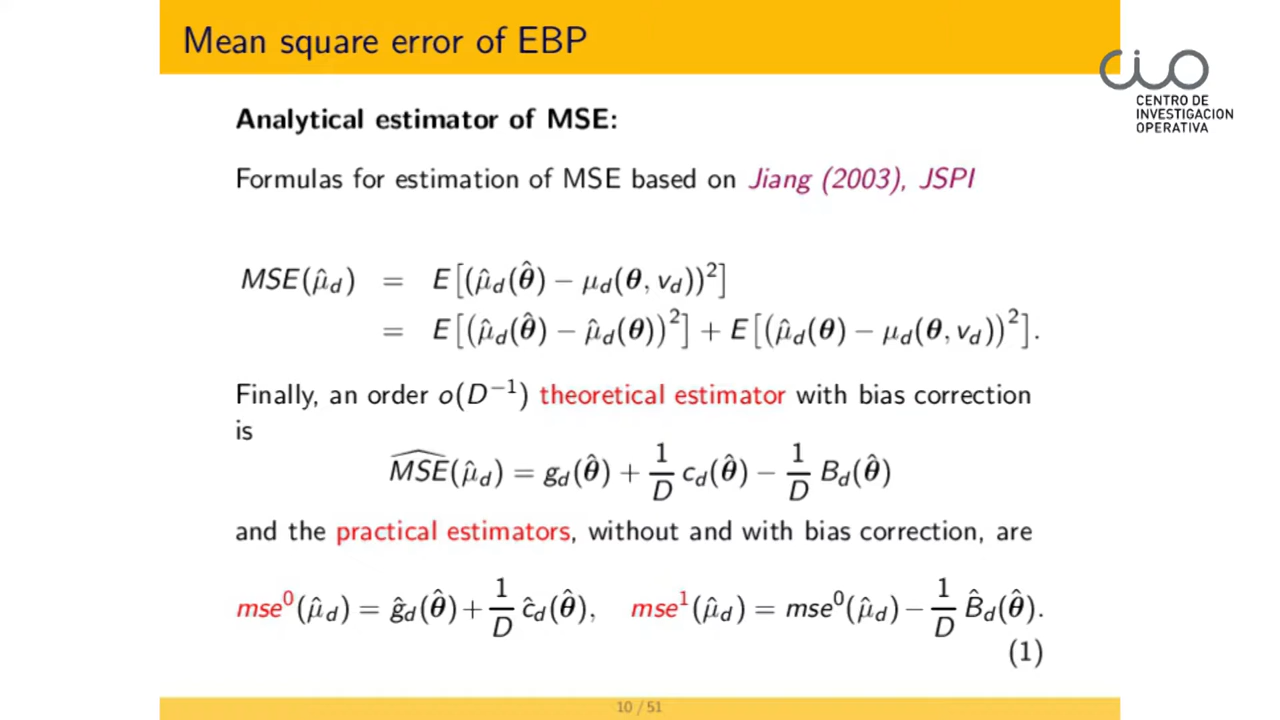 Mean square error of EBP
CIO
CENTRO DE
INVESTIGACION
OPERATIVA
Analytical estimator of MSE:
Formulas for estimation of MSE based on Jiang (2003), JSPI
MSE(μ̂_d) = E[(μ̂_d(θ̂) − μ_d(θ, v_d))²]
= E[(μ̂_d(θ̂) − μ̂_d(θ))²] + E[(μ̂_d(θ) − μ_d(θ, v_d))²].
Finally, an order o(D⁻¹) theoretical estimator with bias correction
is
\widehat{MSE}(μ̂_d) = g_d(θ̂) + 1/D c_d(θ̂) − 1/D B_d(θ̂)
and the practical estimators, without and with bias correction, are
mse⁰(μ̂_d) = ĝ_d(θ̂) + 1/D ĉ_d(θ̂), mse¹(μ̂_d) = mse⁰(μ̂_d) − 1/D B̂_d(θ̂).
(1)
10 / 51